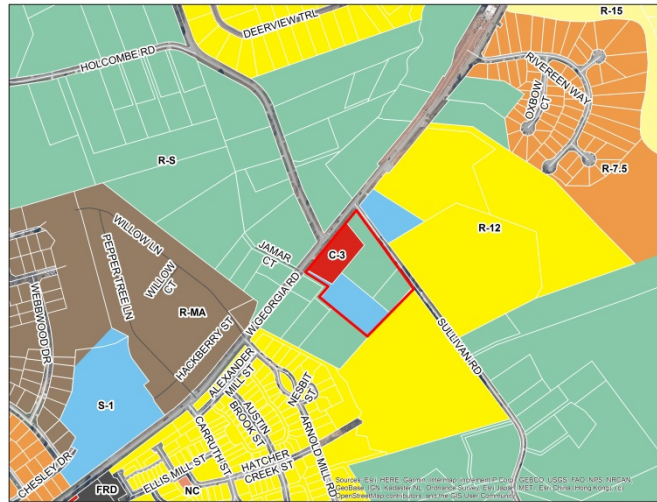 R-15
DEERVIEW TRL
HOLCOMBE RD
RIVEREEN WAY
OXBOW
CT
R-S
R-7.5
R-12
WILLOW LN
JAMAR
CT
C-3
PEPPER TREE LN
WILLOW
CT
W GEORGIA RD
WEBBWOOD DR
R-MA
HACKBERRY ST
SULLIVAN RD
ALEXANDER
MILL ST
NESBIT
ST
S-1
AUSTIN
BROOK ST
CARRUTH ST
ARNOLD MILL RD
CHESLEY DR
HATCHER
CREEK ST
ELLIS MILL ST
FRD
NC
Sources: Esri, HERE, Garmin, Intermap, increment P Corp., GEBCO, USGS, FAO, NPS, NRCAN,
GeoBase, IGN, Kadaster NL, Ordnance Survey, Esri Japan, METI, Esri China (Hong Kong), (c)
OpenStreetMap contributors, and the GIS User Community